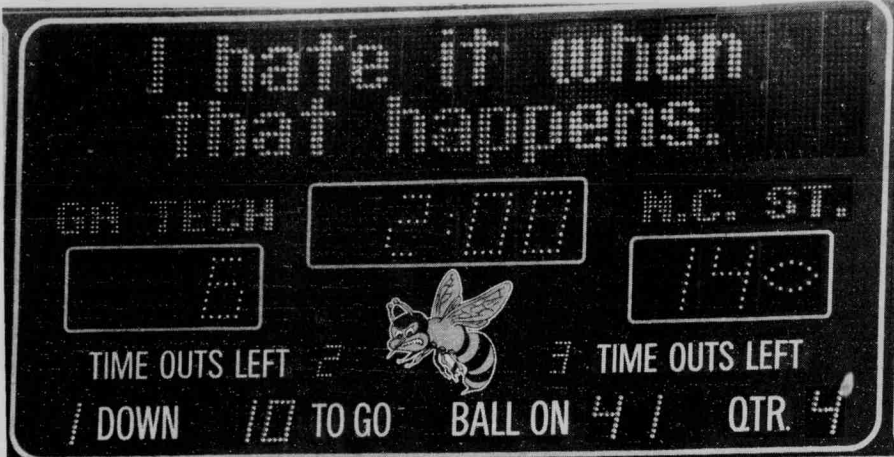 I hate it when
that happens.
GA TECH 2:00 N.C. ST.
6 14
TIME OUTS LEFT 2 3 TIME OUTS LEFT
1 DOWN 10 TO GO BALL ON 41 QTR. 4